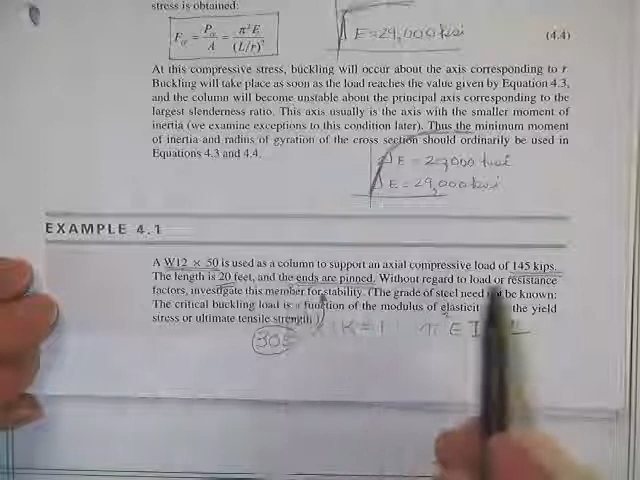 stress is obtained:
F_cr = P_cr / A = π²E / (L/r)²
E=29,000 ksi
(4.4)
At this compressive stress, buckling will occur about the axis corresponding to r
Buckling will take place as soon as the load reaches the value given by Equation 4.3,
and the column will become unstable about the principal axis corresponding to the
largest slenderness ratio. This axis usually is the axis with the smaller moment of
inertia (we examine exceptions to this condition later). Thus the minimum moment
of inertia and radius of gyration of the cross section should ordinarily be used in
Equations 4.3 and 4.4.
E = 29,000 ksi
E = 29,000 ksi
EXAMPLE 4.1
A W12 × 50 is used as a column to support an axial compressive load of 145 kips.
The length is 20 feet, and the ends are pinned. Without regard to load or resistance
factors, investigate this member for stability. (The grade of steel need not be known:
The critical buckling load is a function of the modulus of the yield
stress or ultimate tensile strength.)
K=1 π E I L